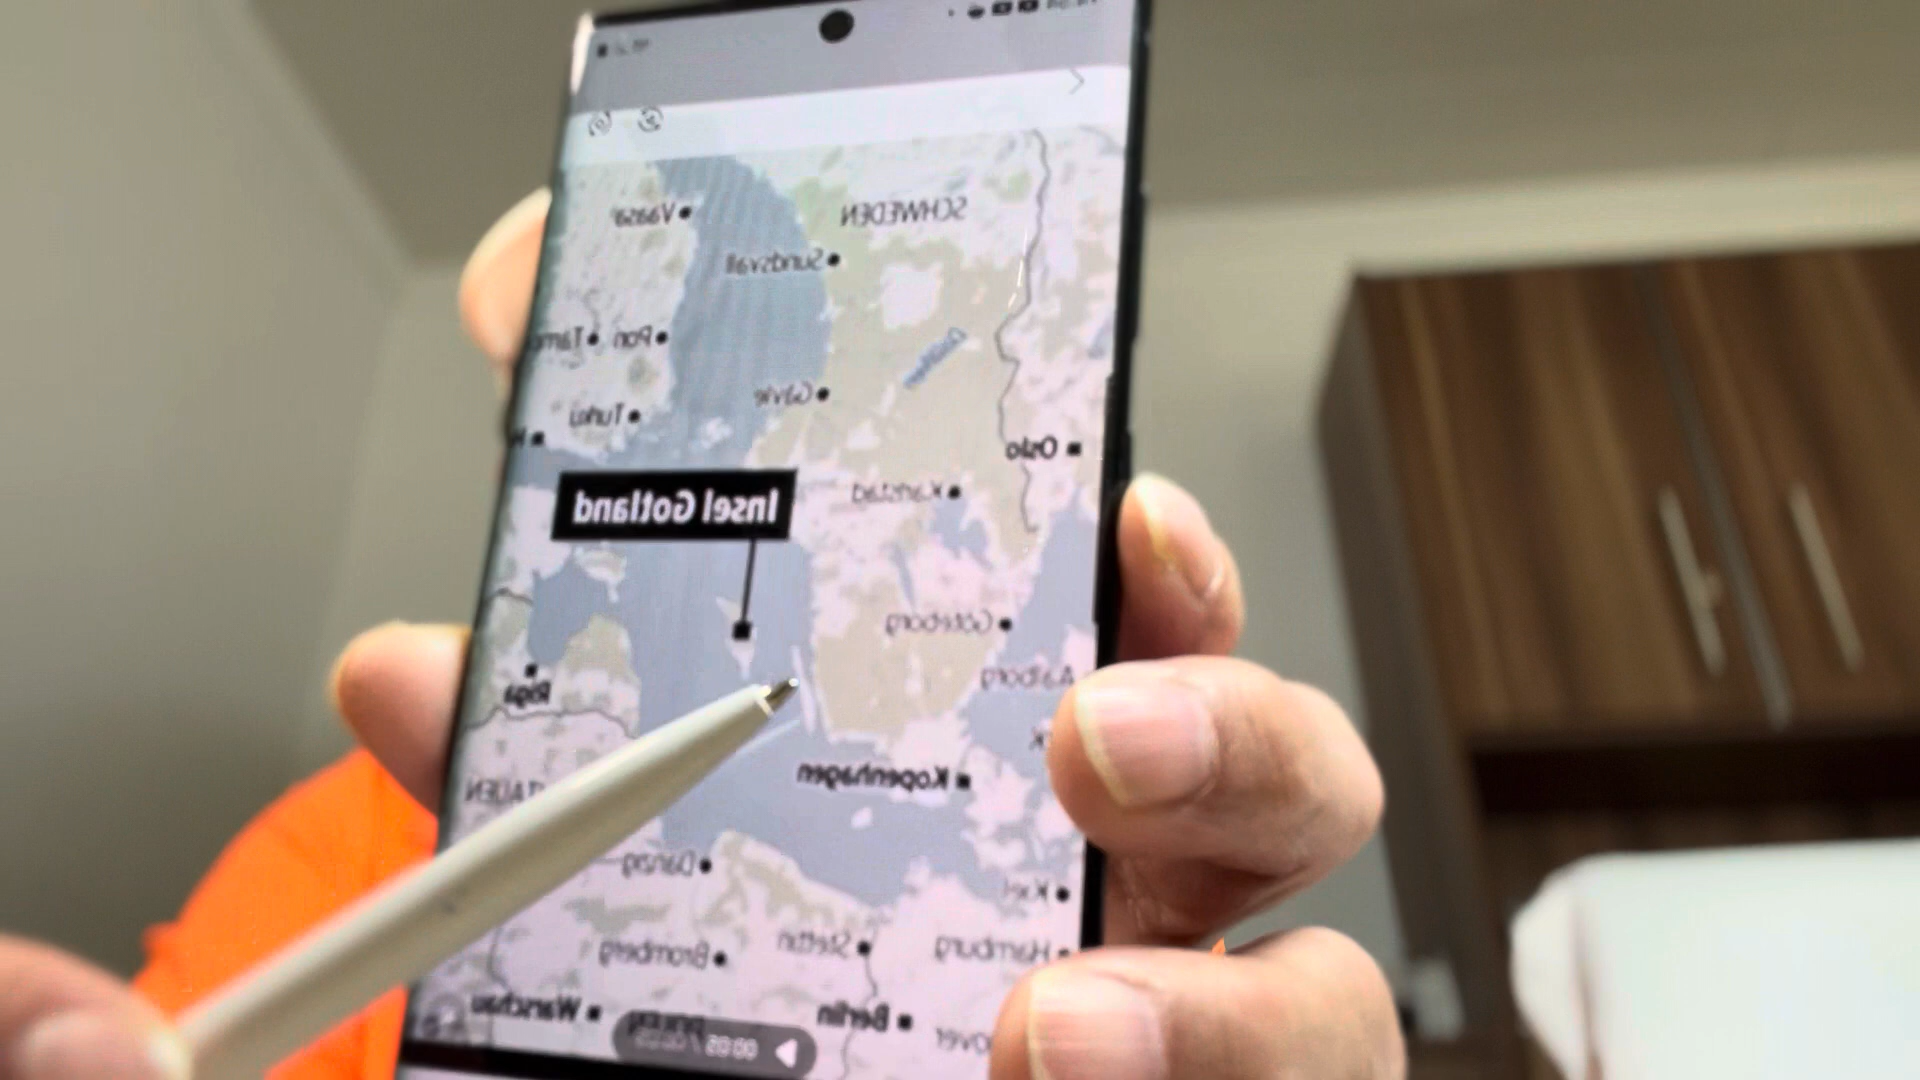 SCHWEDEN
Vaasa
Sundsvall
Pori
Gävle
Turku
Oslo
Insel Gotland
Karlstad
Göteborg
Riga
Aalborg
Kopenhagen
Danzig
Kiel
Hamburg
Stettin
Bromberg
Berlin
Warschau